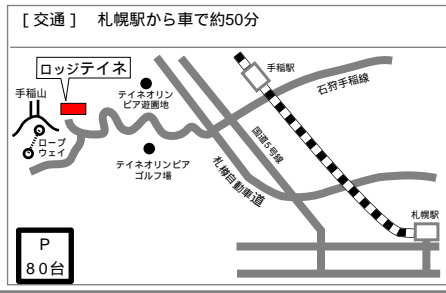 [交通] 札幌駅から車で約50分
ロッジテイネ
手稲駅
手稲山
テイネオリン
ピア遊園地
石狩手稲線
ロープ
ウェイ
国道5号線
テイネオリンピア
ゴルフ場
札樽自動車道
札幌駅
P
80台